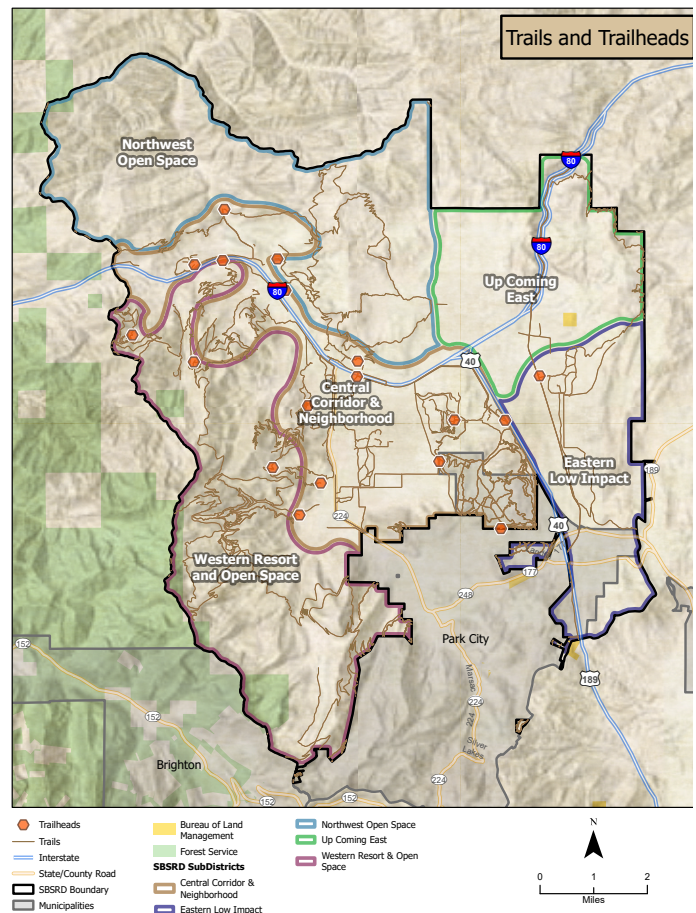 Trails and Trailheads
80
Northwest
Open Space
80
Up Coming
East
80
40
Central
Corridor &
Neighborhood
Eastern
Low Impact
189
224
40
Western Resort
and Open Space
177
248
152
Park City
189
Marsac
224
224
152
Silver
Lakes
Brighton
152
152
224
Trailheads
Trails
Interstate
State/County Road
SBSRD Boundary
Municipalities
Bureau of Land
Management
Forest Service
SBSRD SubDistricts
Central Corridor &
Neighborhood
Eastern Low Impact
Northwest Open Space
Up Coming East
Western Resort & Open
Space
N
0 1 2
Miles